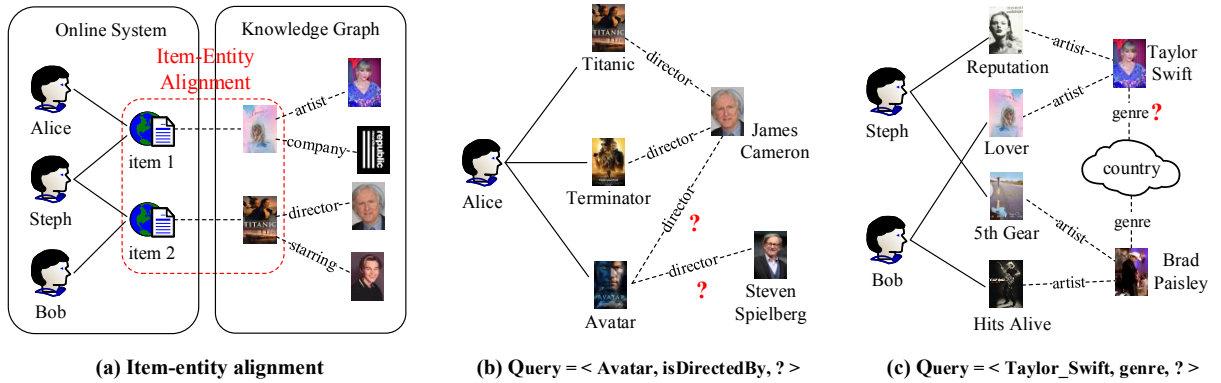 Online System
Knowledge Graph
Item-Entity
Alignment
Alice
Steph
Bob
item 1
item 2
artist
company
republic
director
TITANIC
starring
(a) Item-entity alignment
Alice
Titanic
Terminator
Avatar
director
director
director
?
director
?
James
Cameron
Steven
Spielberg
AVATAR
(b) Query = < Avatar, isDirectedBy, ? >
Steph
Bob
Reputation
Lover
5th Gear
Hits Alive
artist
artist
artist
artist
Taylor
Swift
genre
?
country
genre
Brad
Paisley
(c) Query = < Taylor_Swift, genre, ? >